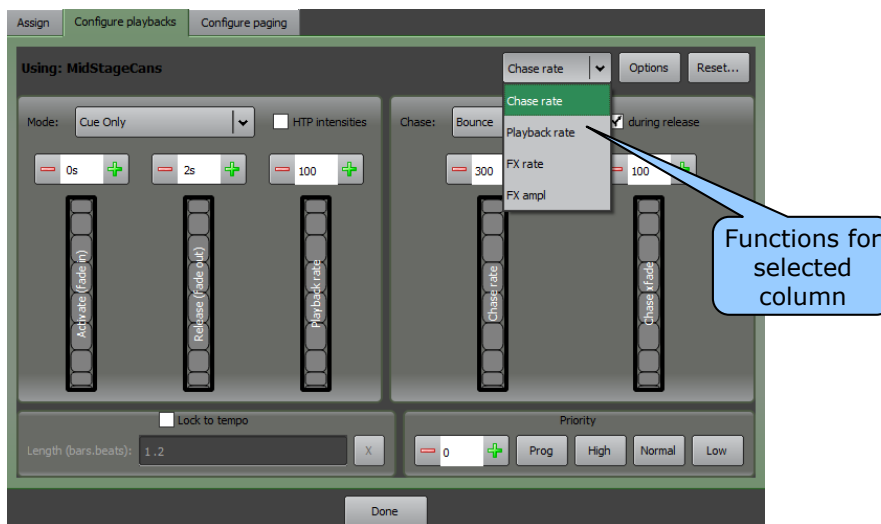 Assign
Configure playbacks
Configure paging
Using: MidStageCans
Chase rate
Options
Reset...
Chase rate
Playback rate
FX rate
FX ampl
Mode:
Cue Only
HTP intensities
Chase:
Bounce
during release
0s
2s
100
300
100
Activate (fade in)
Release (fade out)
Playback rate
Chase rate
Chase xfade
Functions for
selected
column
Lock to tempo
Length (bars.beats):
1.2
X
Priority
0
Prog
High
Normal
Low
Done